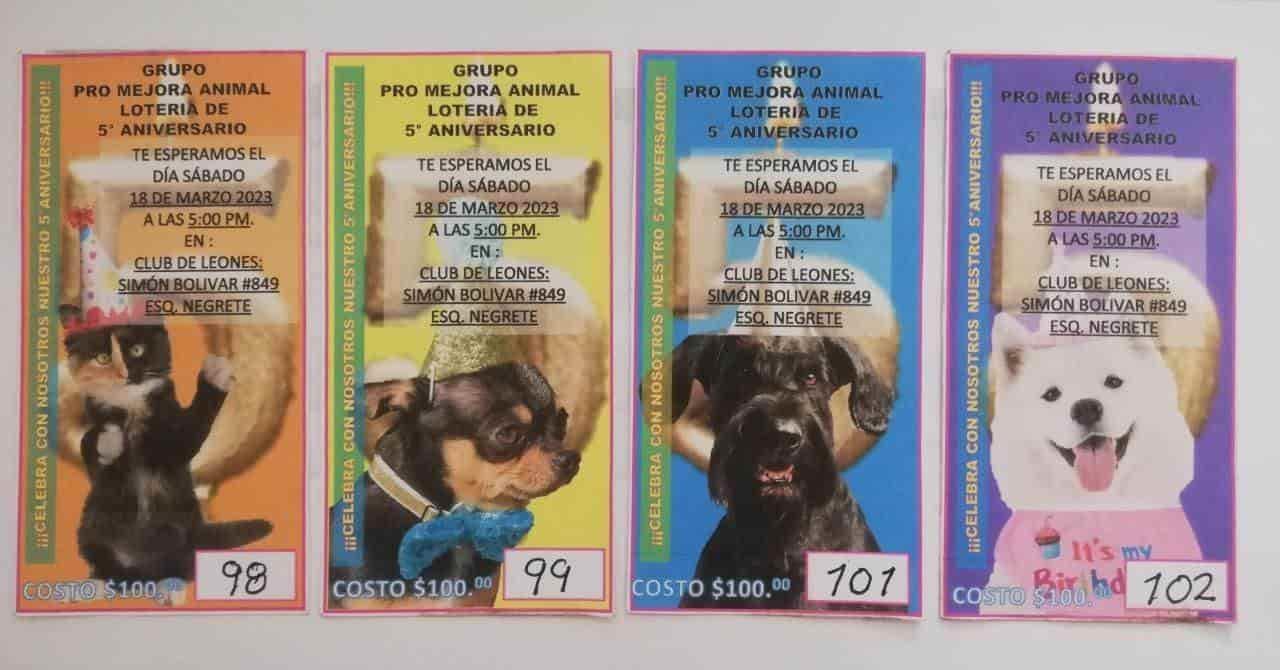 ¡¡¡CELEBRA CON NOSOTROS NUESTRO 5°ANIVERSARIO!!!
GRUPO
PRO MEJORA ANIMAL
LOTERIA DE
5° ANIVERSARIO
TE ESPERAMOS EL
DÍA SÁBADO
18 DE MARZO 2023
A LAS 5:00 PM.
EN :
CLUB DE LEONES:
SIMÓN BOLIVAR #849
ESQ. NEGRETE
COSTO $100.00
98
¡¡¡CELEBRA CON NOSOTROS NUESTRO 5°ANIVERSARIO!!!
GRUPO
PRO MEJORA ANIMAL
LOTERIA DE
5° ANIVERSARIO
TE ESPERAMOS EL
DÍA SÁBADO
18 DE MARZO 2023
A LAS 5:00 PM.
EN :
CLUB DE LEONES:
SIMÓN BOLIVAR #849
ESQ. NEGRETE
COSTO $100.00
99
¡¡¡CELEBRA CON NOSOTROS NUESTRO 5°ANIVERSARIO!!!
GRUPO
PRO MEJORA ANIMAL
LOTERIA DE
5° ANIVERSARIO
TE ESPERAMOS EL
DÍA SÁBADO
18 DE MARZO 2023
A LAS 5:00 PM.
EN :
CLUB DE LEONES:
SIMÓN BOLIVAR #849
ESQ. NEGRETE
COSTO $100.00
101
¡¡¡CELEBRA CON NOSOTROS NUESTRO 5°ANIVERSARIO!!!
GRUPO
PRO MEJORA ANIMAL
LOTERIA DE
5° ANIVERSARIO
TE ESPERAMOS EL
DÍA SÁBADO
18 DE MARZO 2023
A LAS 5:00 PM.
EN :
CLUB DE LEONES:
SIMÓN BOLIVAR #849
ESQ. NEGRETE
It's my
Birthd
COSTO $100.00
102